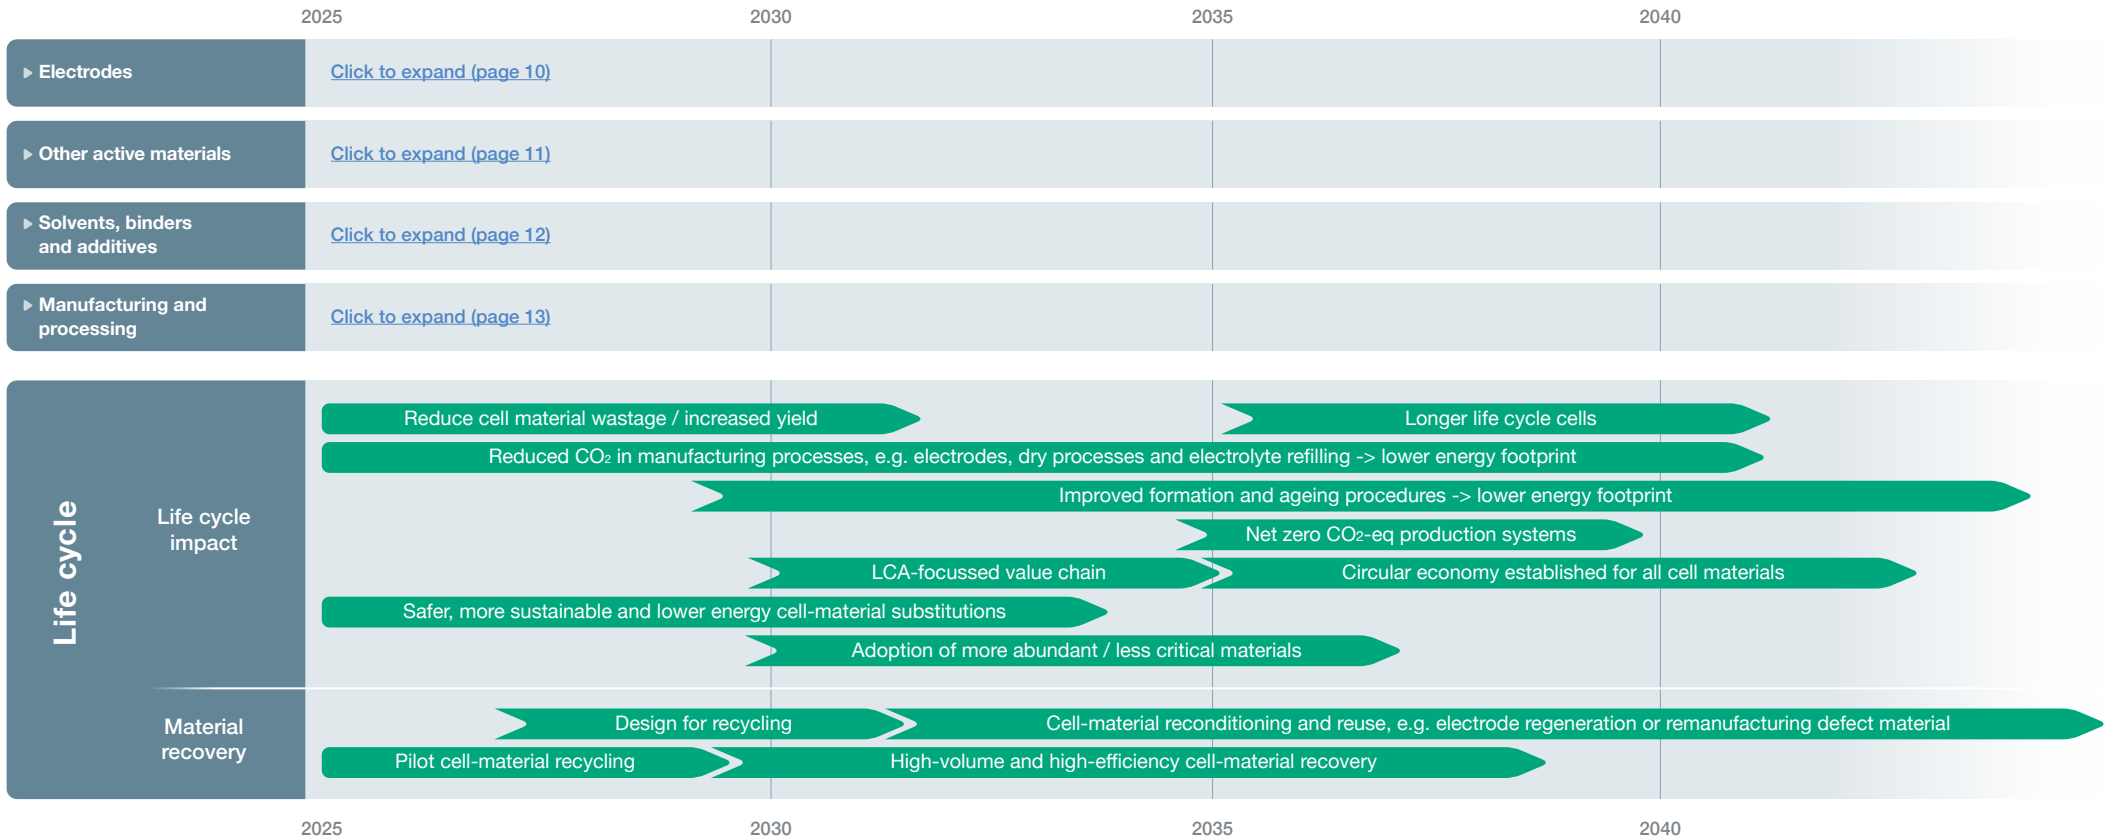 2025 2030 2035 2040
Electrodes
Click to expand (page 10)
Other active materials
Click to expand (page 11)
Solvents, binders
and additives
Click to expand (page 12)
Manufacturing and
processing
Click to expand (page 13)
Life cycle
Life cycle
impact
Reduce cell material wastage / increased yield
Longer life cycle cells
Reduced CO₂ in manufacturing processes, e.g. electrodes, dry processes and electrolyte refilling -> lower energy footprint
Improved formation and ageing procedures -> lower energy footprint
Net zero CO₂-eq production systems
LCA-focussed value chain
Circular economy established for all cell materials
Safer, more sustainable and lower energy cell-material substitutions
Adoption of more abundant / less critical materials
Material
recovery
Design for recycling
Cell-material reconditioning and reuse, e.g. electrode regeneration or remanufacturing defect material
Pilot cell-material recycling
High-volume and high-efficiency cell-material recovery
2025 2030 2035 2040